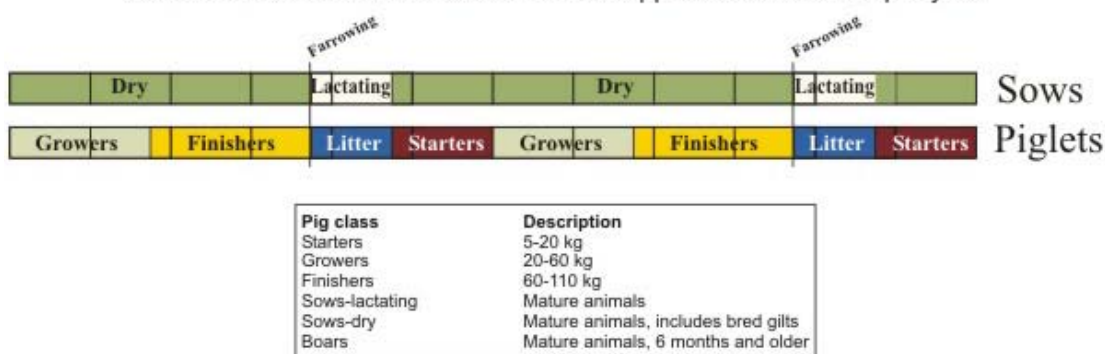 Farrowing Farrowing
Dry Lactating Dry Lactating Sows
Growers Finishers Litter Starters Growers Finishers Litter Starters Piglets
Pig class Description
Starters 5-20 kg
Growers 20-60 kg
Finishers 60-110 kg
Sows-lactating Mature animals
Sows-dry Mature animals, includes bred gilts
Boars Mature animals, 6 months and older